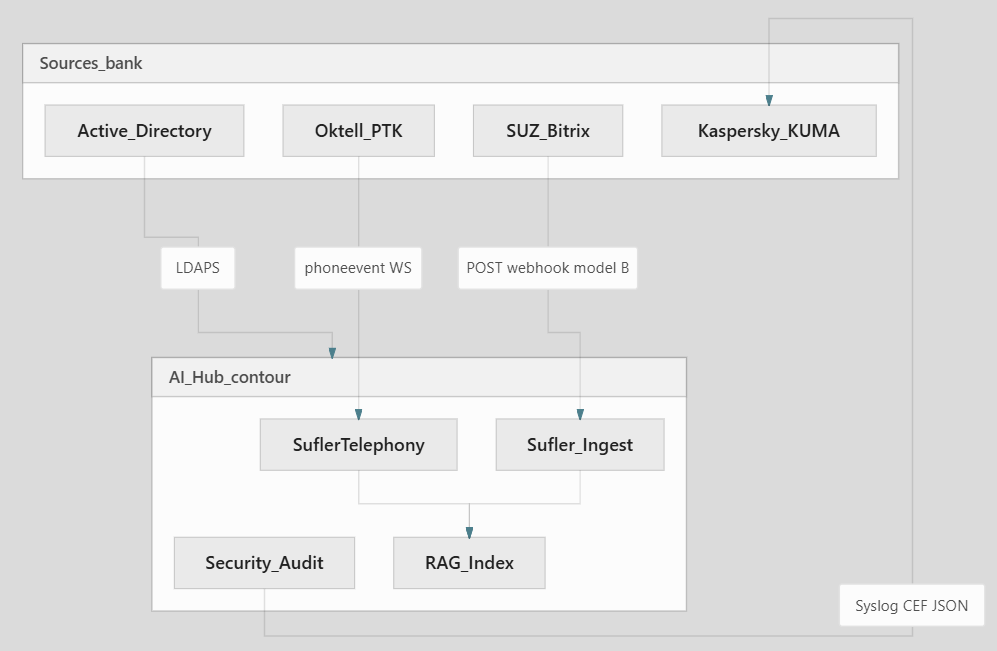 Sources_bank
Active_Directory
Oktell_PTK
SUZ_Bitrix
Kaspersky_KUMA
LDAPS
phoneevent WS
POST webhook model B
AI_Hub_contour
SuflerTelephony
Sufler_Ingest
Security_Audit
RAG_Index
Syslog CEF JSON